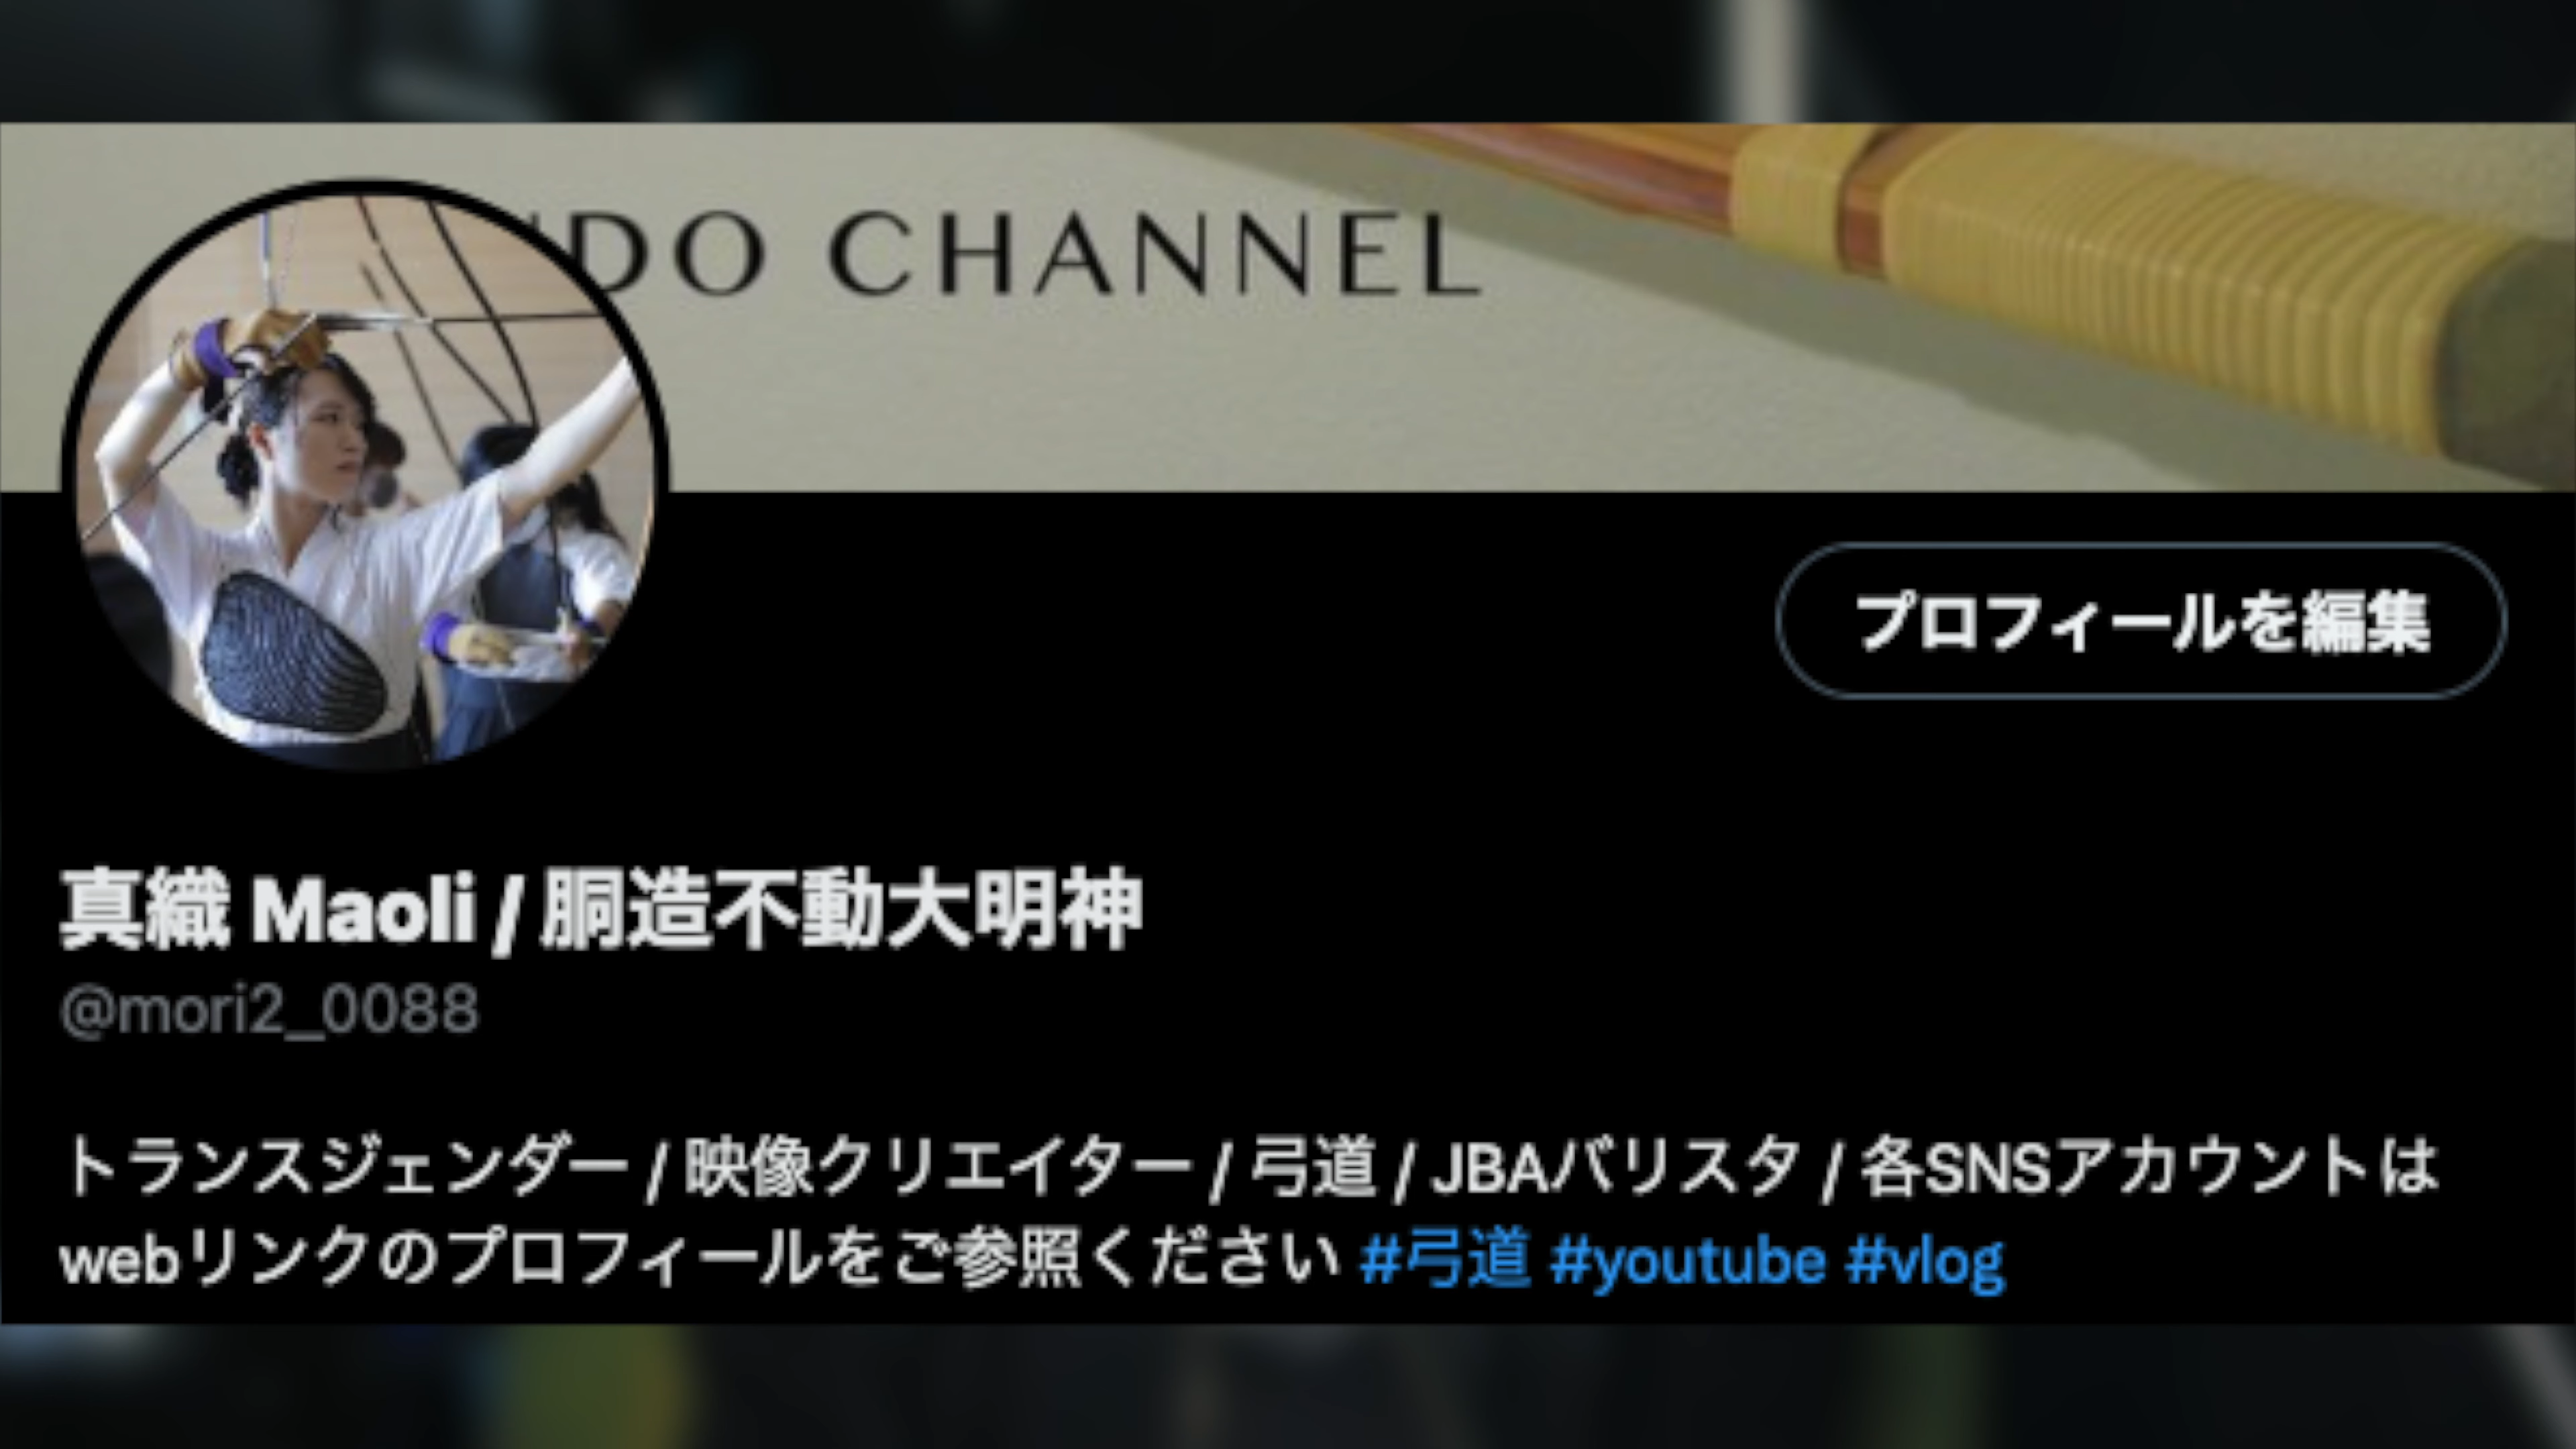 DO CHANNEL
プロフィールを編集
真織 Maoli / 胴造不動大明神
@mori2_0088
トランスジェンダー / 映像クリエイター / 弓道 / JBAバリスタ / 各SNSアカウントは
webリンクのプロフィールをご参照ください #弓道 #youtube #vlog